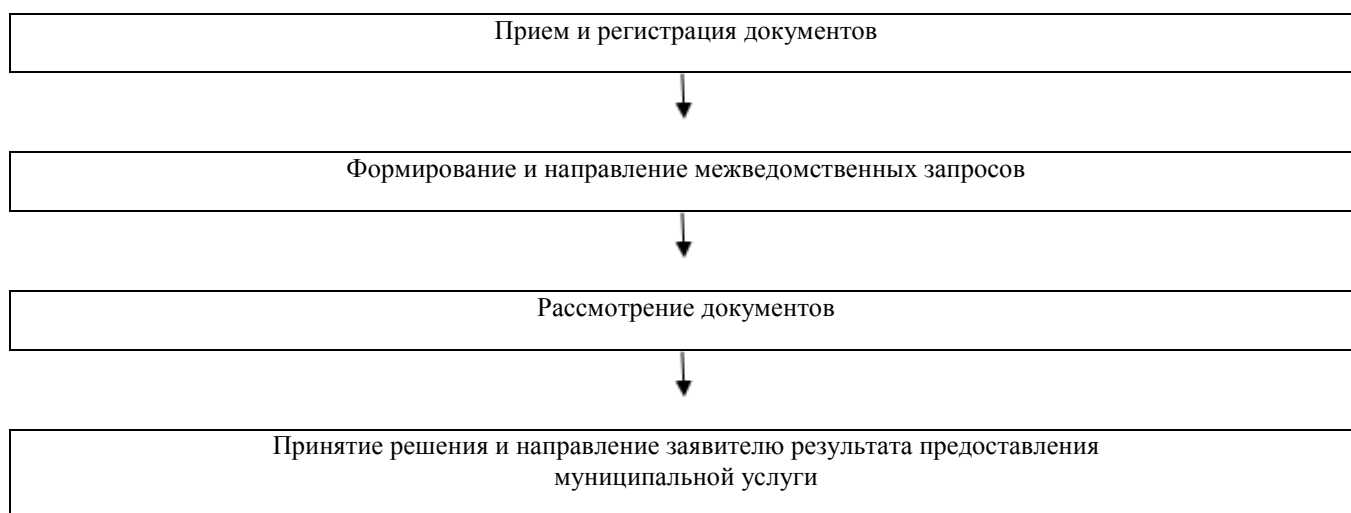 Прием и регистрация документов
Формирование и направление межведомственных запросов
Рассмотрение документов
Принятие решения и направление заявителю результата предоставления
муниципальной услуги